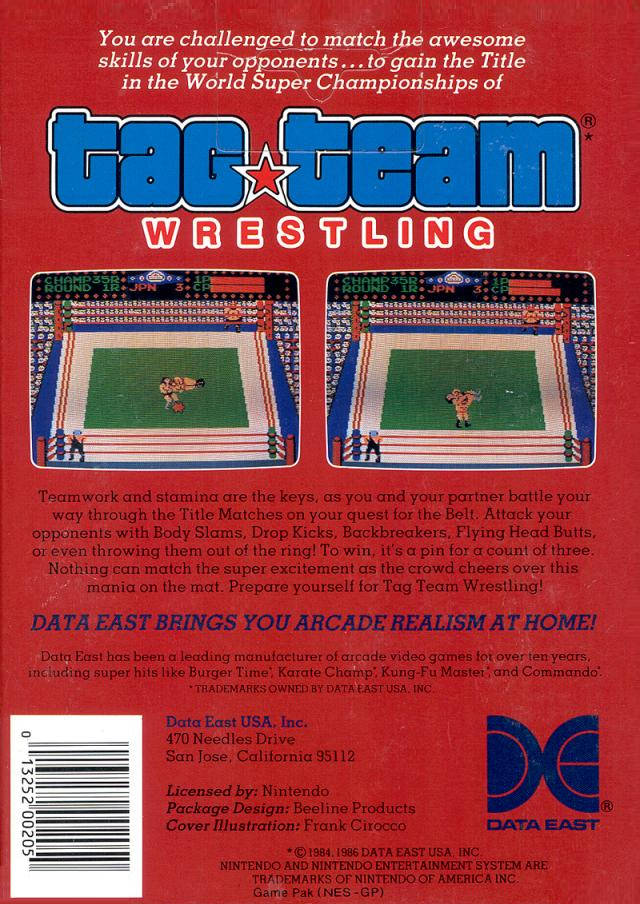 You are challenged to match the awesome
skills of your opponents...to gain the Title
in the World Super Championships of
tag★team®*
WRESTLING
CHAMP 35R 1P
ROUND 1R JPN 3 CP
CHAMP 35R 1P
ROUND 1R JPN 3 CP
Teamwork and stamina are the keys, as you and your partner battle your
way through the Title Matches on your quest for the Belt. Attack your
opponents with Body Slams, Drop Kicks, Backbreakers, Flying Head Butts,
or even throwing them out of the ring! To win, it's a pin for a count of three.
Nothing can match the super excitement as the crowd cheers over this
mania on the mat. Prepare yourself for Tag Team Wrestling!
DATA EAST BRINGS YOU ARCADE REALISM AT HOME!
Data East has been a leading manufacturer of arcade video games for over ten years,
including super hits like Burger Time*, Karate Champ*, Kung-Fu Master*, and Commando*.
* TRADEMARKS OWNED BY DATA EAST USA, INC.
Data East USA, Inc.
470 Needles Drive
San Jose, California 95112
Licensed by: Nintendo
Package Design: Beeline Products
Cover Illustration: Frank Cirocco
DATA EAST®
0 13252 00205
* © 1984, 1986 DATA EAST USA, INC.
NINTENDO AND NINTENDO ENTERTAINMENT SYSTEM ARE
TRADEMARKS OF NINTENDO OF AMERICA INC.
Game Pak (NES-GP)